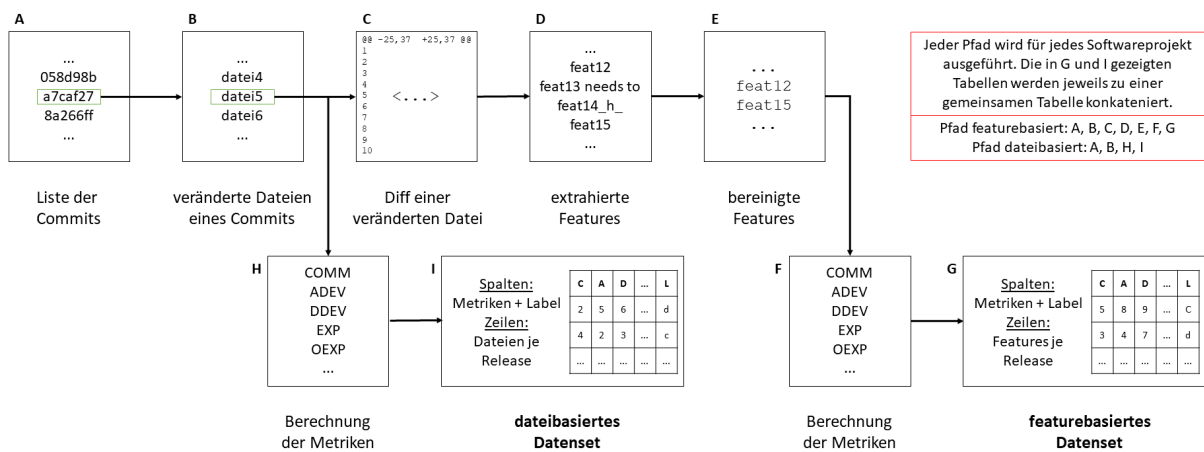 A
...
058d98b
a7caf27
8a266ff
...
Liste der
Commits
B
...
datei4
datei5
datei6
...
veränderte Dateien
eines Commits
C
@@ -25,37 +25,37 @@
1
2
3
4
5
6
7
8
9
10
<...>
Diff einer
veränderten Datei
D
...
feat12
feat13 needs to
feat14_h_
feat15
...
extrahierte
Features
E
...
feat12
feat15
...
bereinigte
Features
Jeder Pfad wird für jedes Softwareprojekt
ausgeführt. Die in G und I gezeigten
Tabellen werden jeweils zu einer
gemeinsamen Tabelle konkateniert.
Pfad featurebasiert: A, B, C, D, E, F, G
Pfad dateibasiert: A, B, H, I
H
COMM
ADEV
DDEV
EXP
OEXP
...
Berechnung
der Metriken
I
Spalten:
Metriken + Label
Zeilen:
Dateien je
Release
C A D ... L
2 5 6 ... d
4 2 3 ... c
... ... ... ... ...
dateibasiertes
Datenset
F
COMM
ADEV
DDEV
EXP
OEXP
...
Berechnung
der Metriken
G
Spalten:
Metriken + Label
Zeilen:
Features je
Release
C A D ... L
5 8 9 ... C
3 4 7 ... d
... ... ... ... ...
featurebasiertes
Datenset